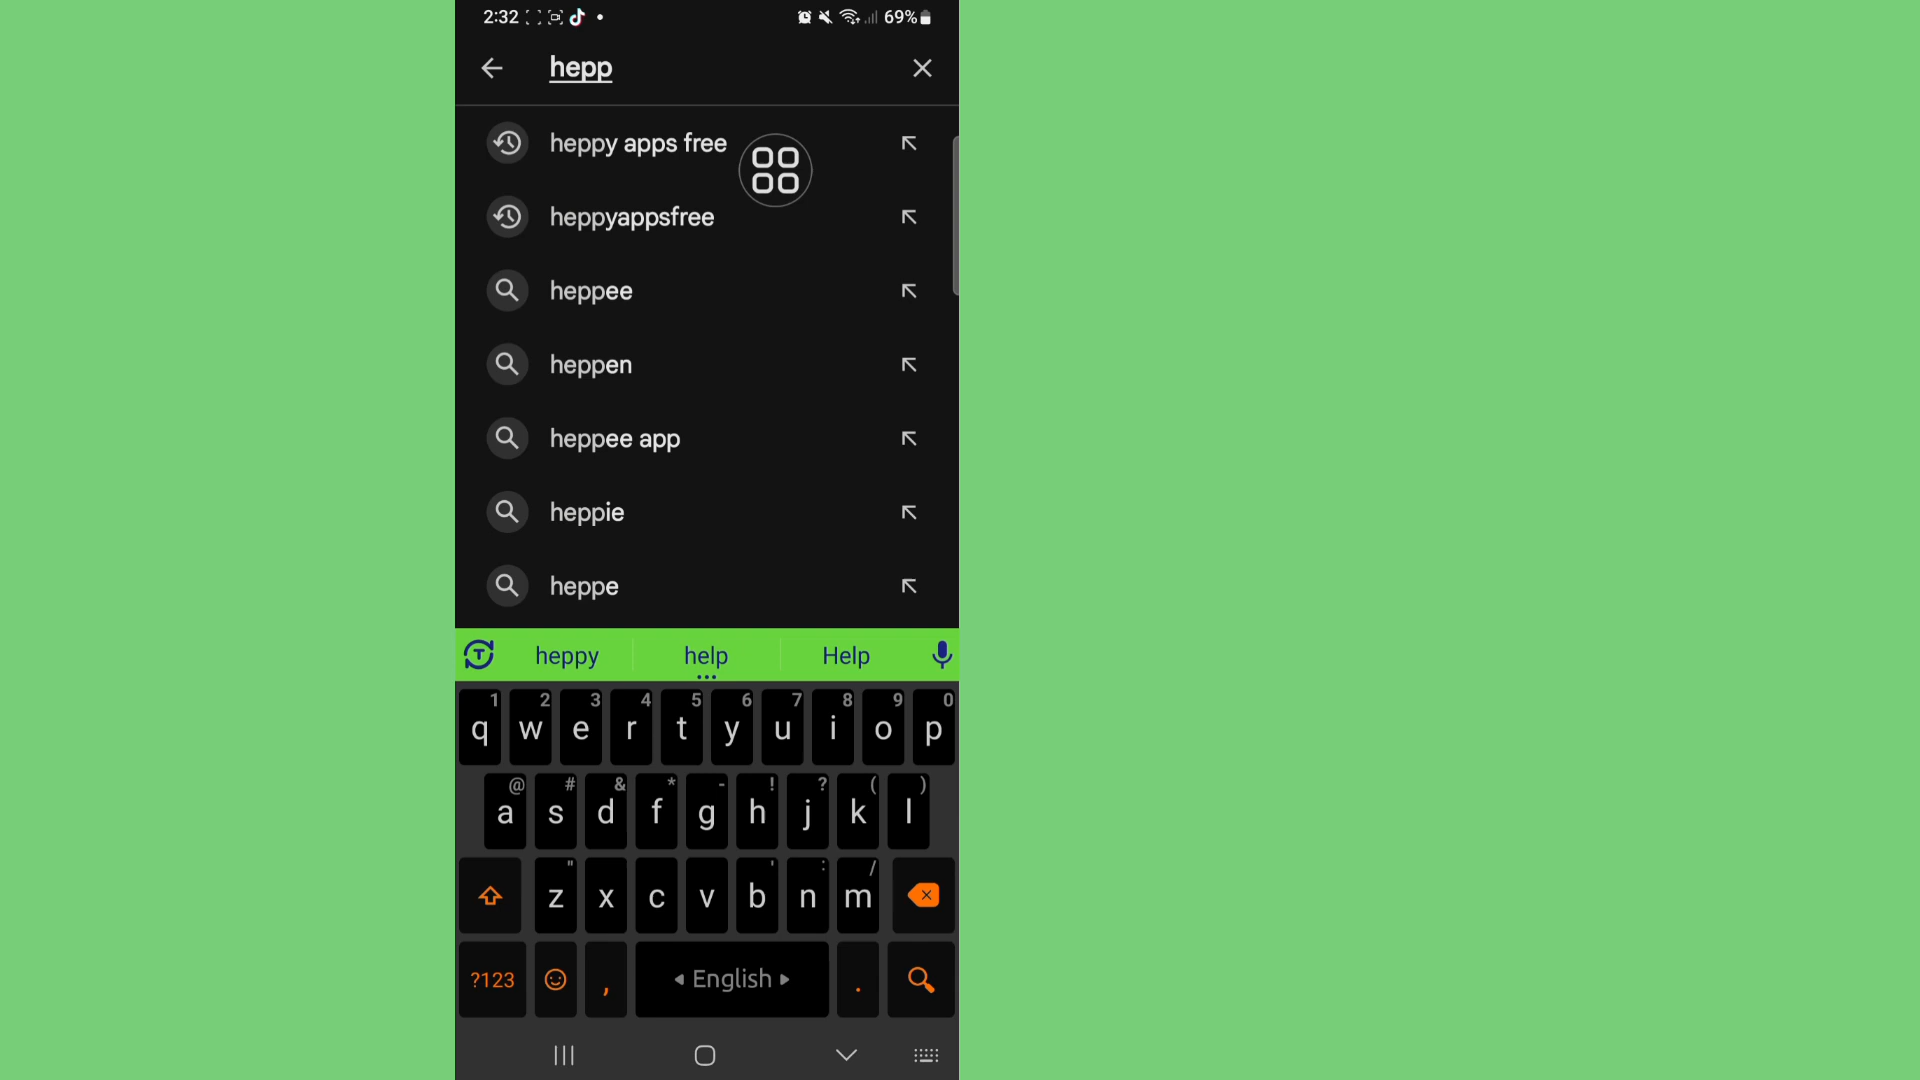 2:32 69%
hepp
heppy apps free
heppyappsfree
heppee
heppen
heppee app
heppie
heppe
heppy help Help
1 2 3 4 5 6 7 8 9 0
q w e r t y u i o p
@ # & * - ! ? ( )
a s d f g h j k l
" ' : /
z x c v b n m
?123 , English .